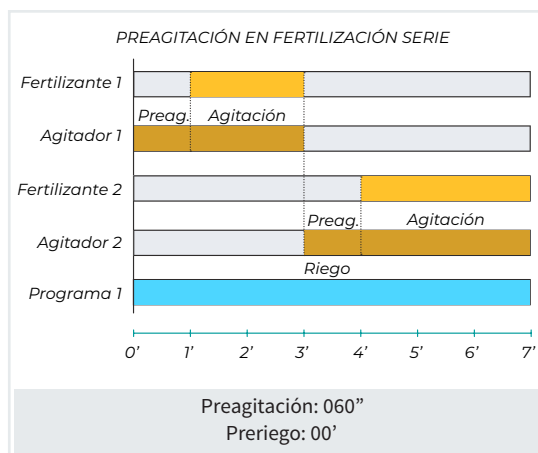 PREAGITACIÓN EN FERTILIZACIÓN SERIE
Fertilizante 1
Preag. Agitación
Agitador 1
Fertilizante 2
Preag. Agitación
Agitador 2
Riego
Programa 1
0’ 1’ 2’ 3’ 4’ 5’ 6’ 7’
Preagitación: 060”
Preriego: 00’